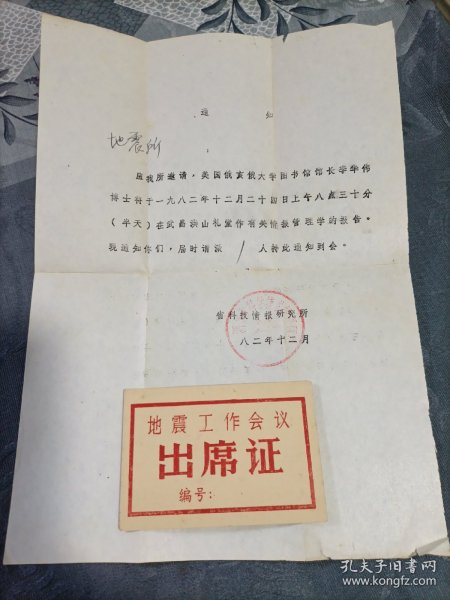 通知
地震所：
应我所邀请，美国俄亥俄大学图书馆馆长李华伟
博士将于一九八二年十二月二十四日上午八点三十分
（半天）在武昌洪山礼堂作有关情报管理学的报告。
现通知你们，届时请派 1 人持此通知到会。
省科技情报研究所
八二年十二月
地震工作会议
出席证
编号：
孔夫子旧书网
www.kongfz.com